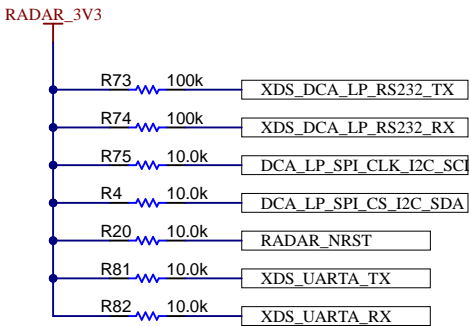 RADAR_3V3
R73 100k XDS_DCA_LP_RS232_TX
R74 100k XDS_DCA_LP_RS232_RX
R75 10.0k DCA_LP_SPI_CLK_I2C_SCL
R4 10.0k DCA_LP_SPI_CS_I2C_SDA
R20 10.0k RADAR_NRST
R81 10.0k XDS_UARTA_TX
R82 10.0k XDS_UARTA_RX